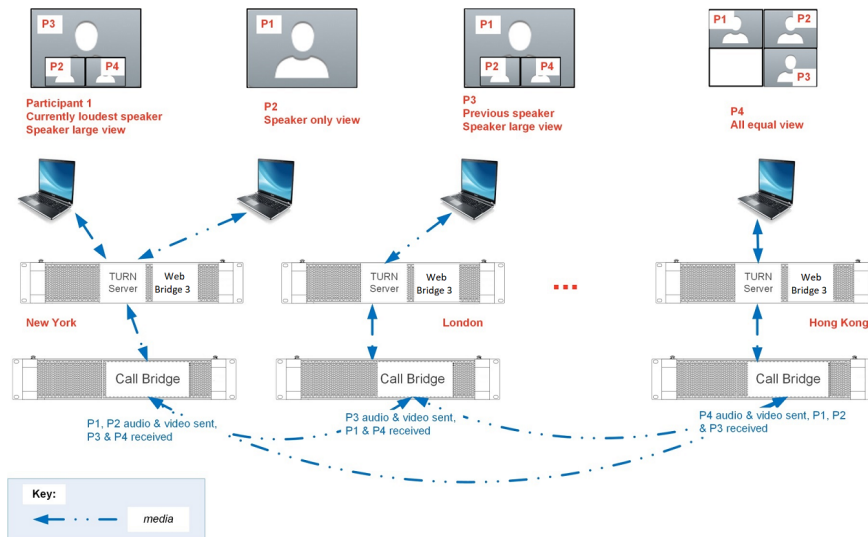 P3
P2
P4
P1
P1
P2
P4
P1
P2
P3
Participant 1
Currently loudest speaker
Speaker large view
P2
Speaker only view
P3
Previous speaker
Speaker large view
P4
All equal view
TURN
Server
Web
Bridge 3
TURN
Server
Web
Bridge 3
TURN
Server
Web
Bridge 3
New York
London
Hong Kong
Call Bridge
Call Bridge
Call Bridge
P1, P2 audio & video sent,
P3 & P4 received
P3 audio & video sent,
P1 & P4 received
P4 audio & video sent, P1, P2
& P3 received
Key:
media